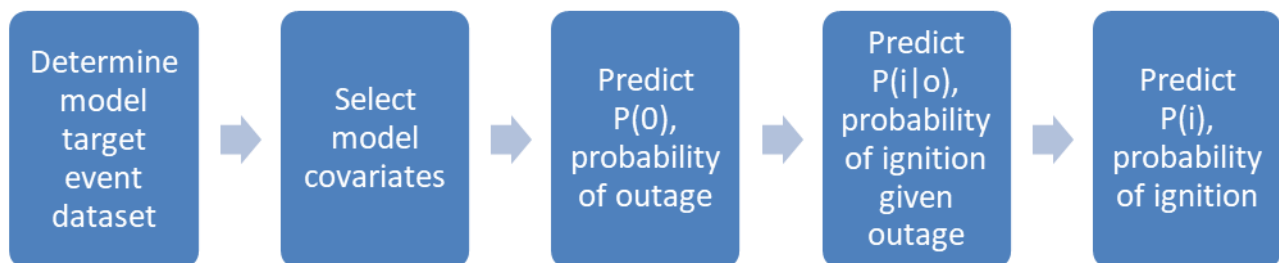 Determine
model
target
event
dataset
Select
model
covariates
Predict
P(0),
probability
of outage
Predict
P(i|o),
probability
of ignition
given
outage
Predict
P(i),
probability
of ignition